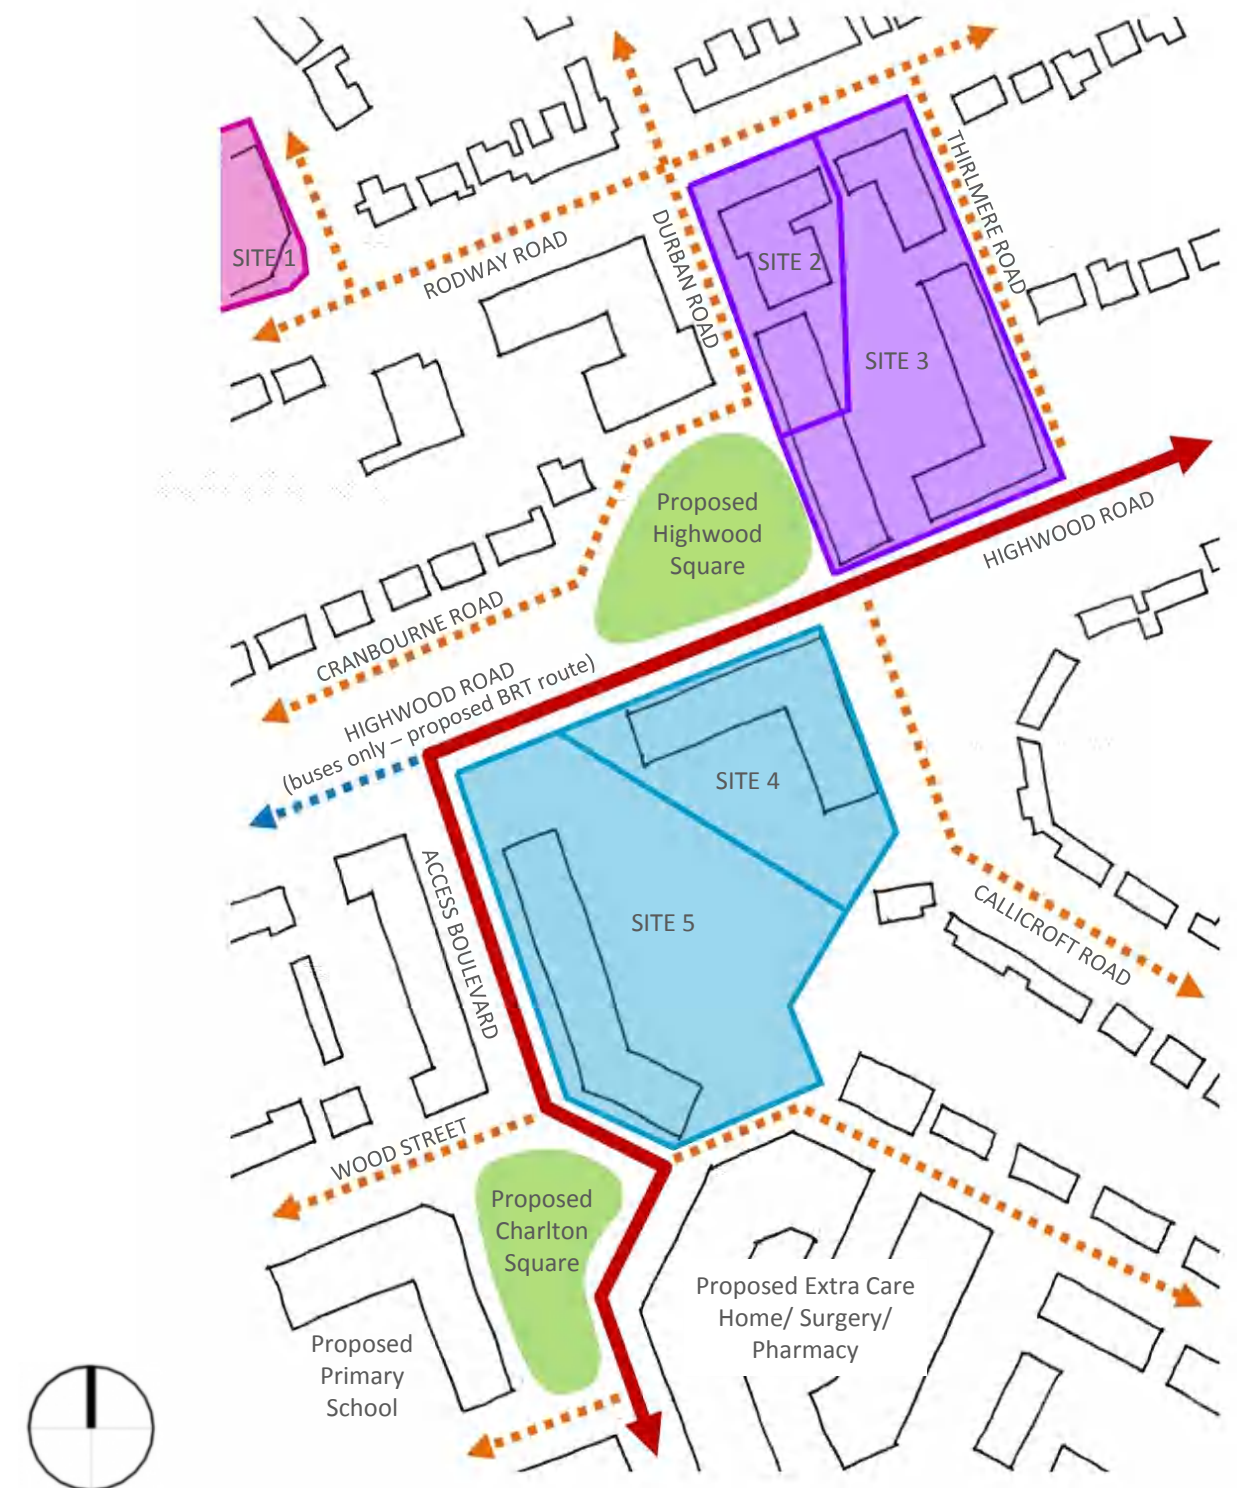 SITE 1
RODWAY ROAD
DURBAN ROAD
THIRLMERE ROAD
SITE 2
SITE 3
Proposed
Highwood
Square
HIGHWOOD ROAD
CRANBOURNE ROAD
HIGHWOOD ROAD
(buses only – proposed BRT route)
SITE 4
ACCESS BOULEVARD
SITE 5
CALLICROFT ROAD
WOOD STREET
Proposed
Charlton
Square
Proposed Extra Care
Home/ Surgery/
Pharmacy
Proposed
Primary
School